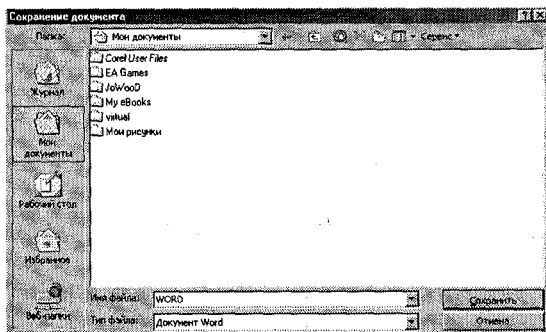 Сохранение документа
Папка:
Мои документы
Сервис
Corel User Files
EA Games
JoWooD
My eBooks
virtual
Мои рисунки
Журнал
Мои
документы
Рабочий стол
Избранное
Веб-папки
Имя файла:
WORD
Сохранить
Тип файла:
Документ Word
Отмена